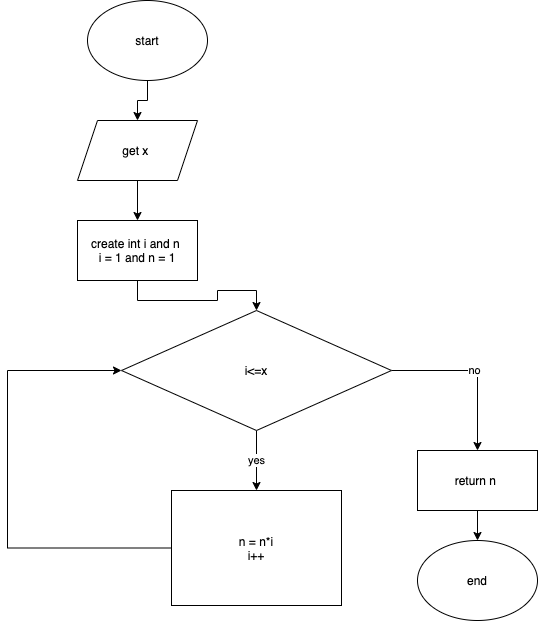 start
get x
create int i and n
i = 1 and n = 1
i<=x
no
yes
return n
n = n*i
i++
end